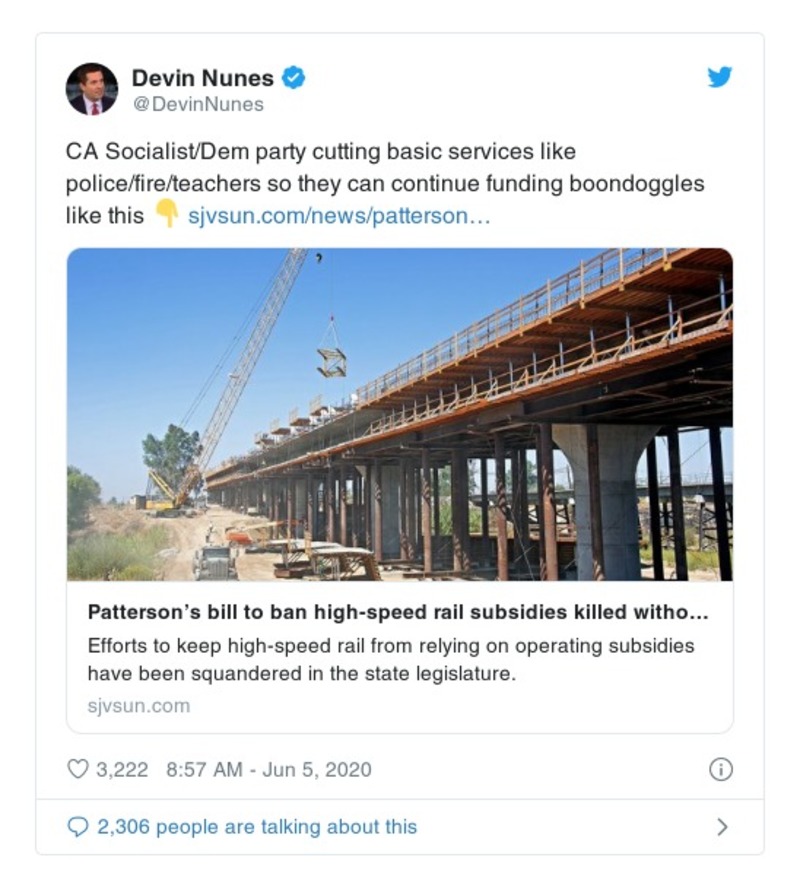 Devin Nunes
@DevinNunes
CA Socialist/Dem party cutting basic services like
police/fire/teachers so they can continue funding boondoggles
like this 👇 sjvsun.com/news/patterson…
Patterson’s bill to ban high-speed rail subsidies killed witho...
Efforts to keep high-speed rail from relying on operating subsidies
have been squandered in the state legislature.
sjvsun.com
3,222 8:57 AM - Jun 5, 2020
2,306 people are talking about this